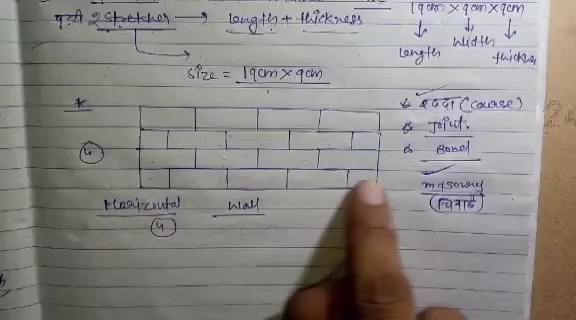 19cm × 9cm × 9cm
2 stretcher → length + thickness
length width thickness
size = 19cm × 9cm
* रद्दा (course)
Joint.
Bond
4
masonry
(चिनाई)
Horizontal wall
4